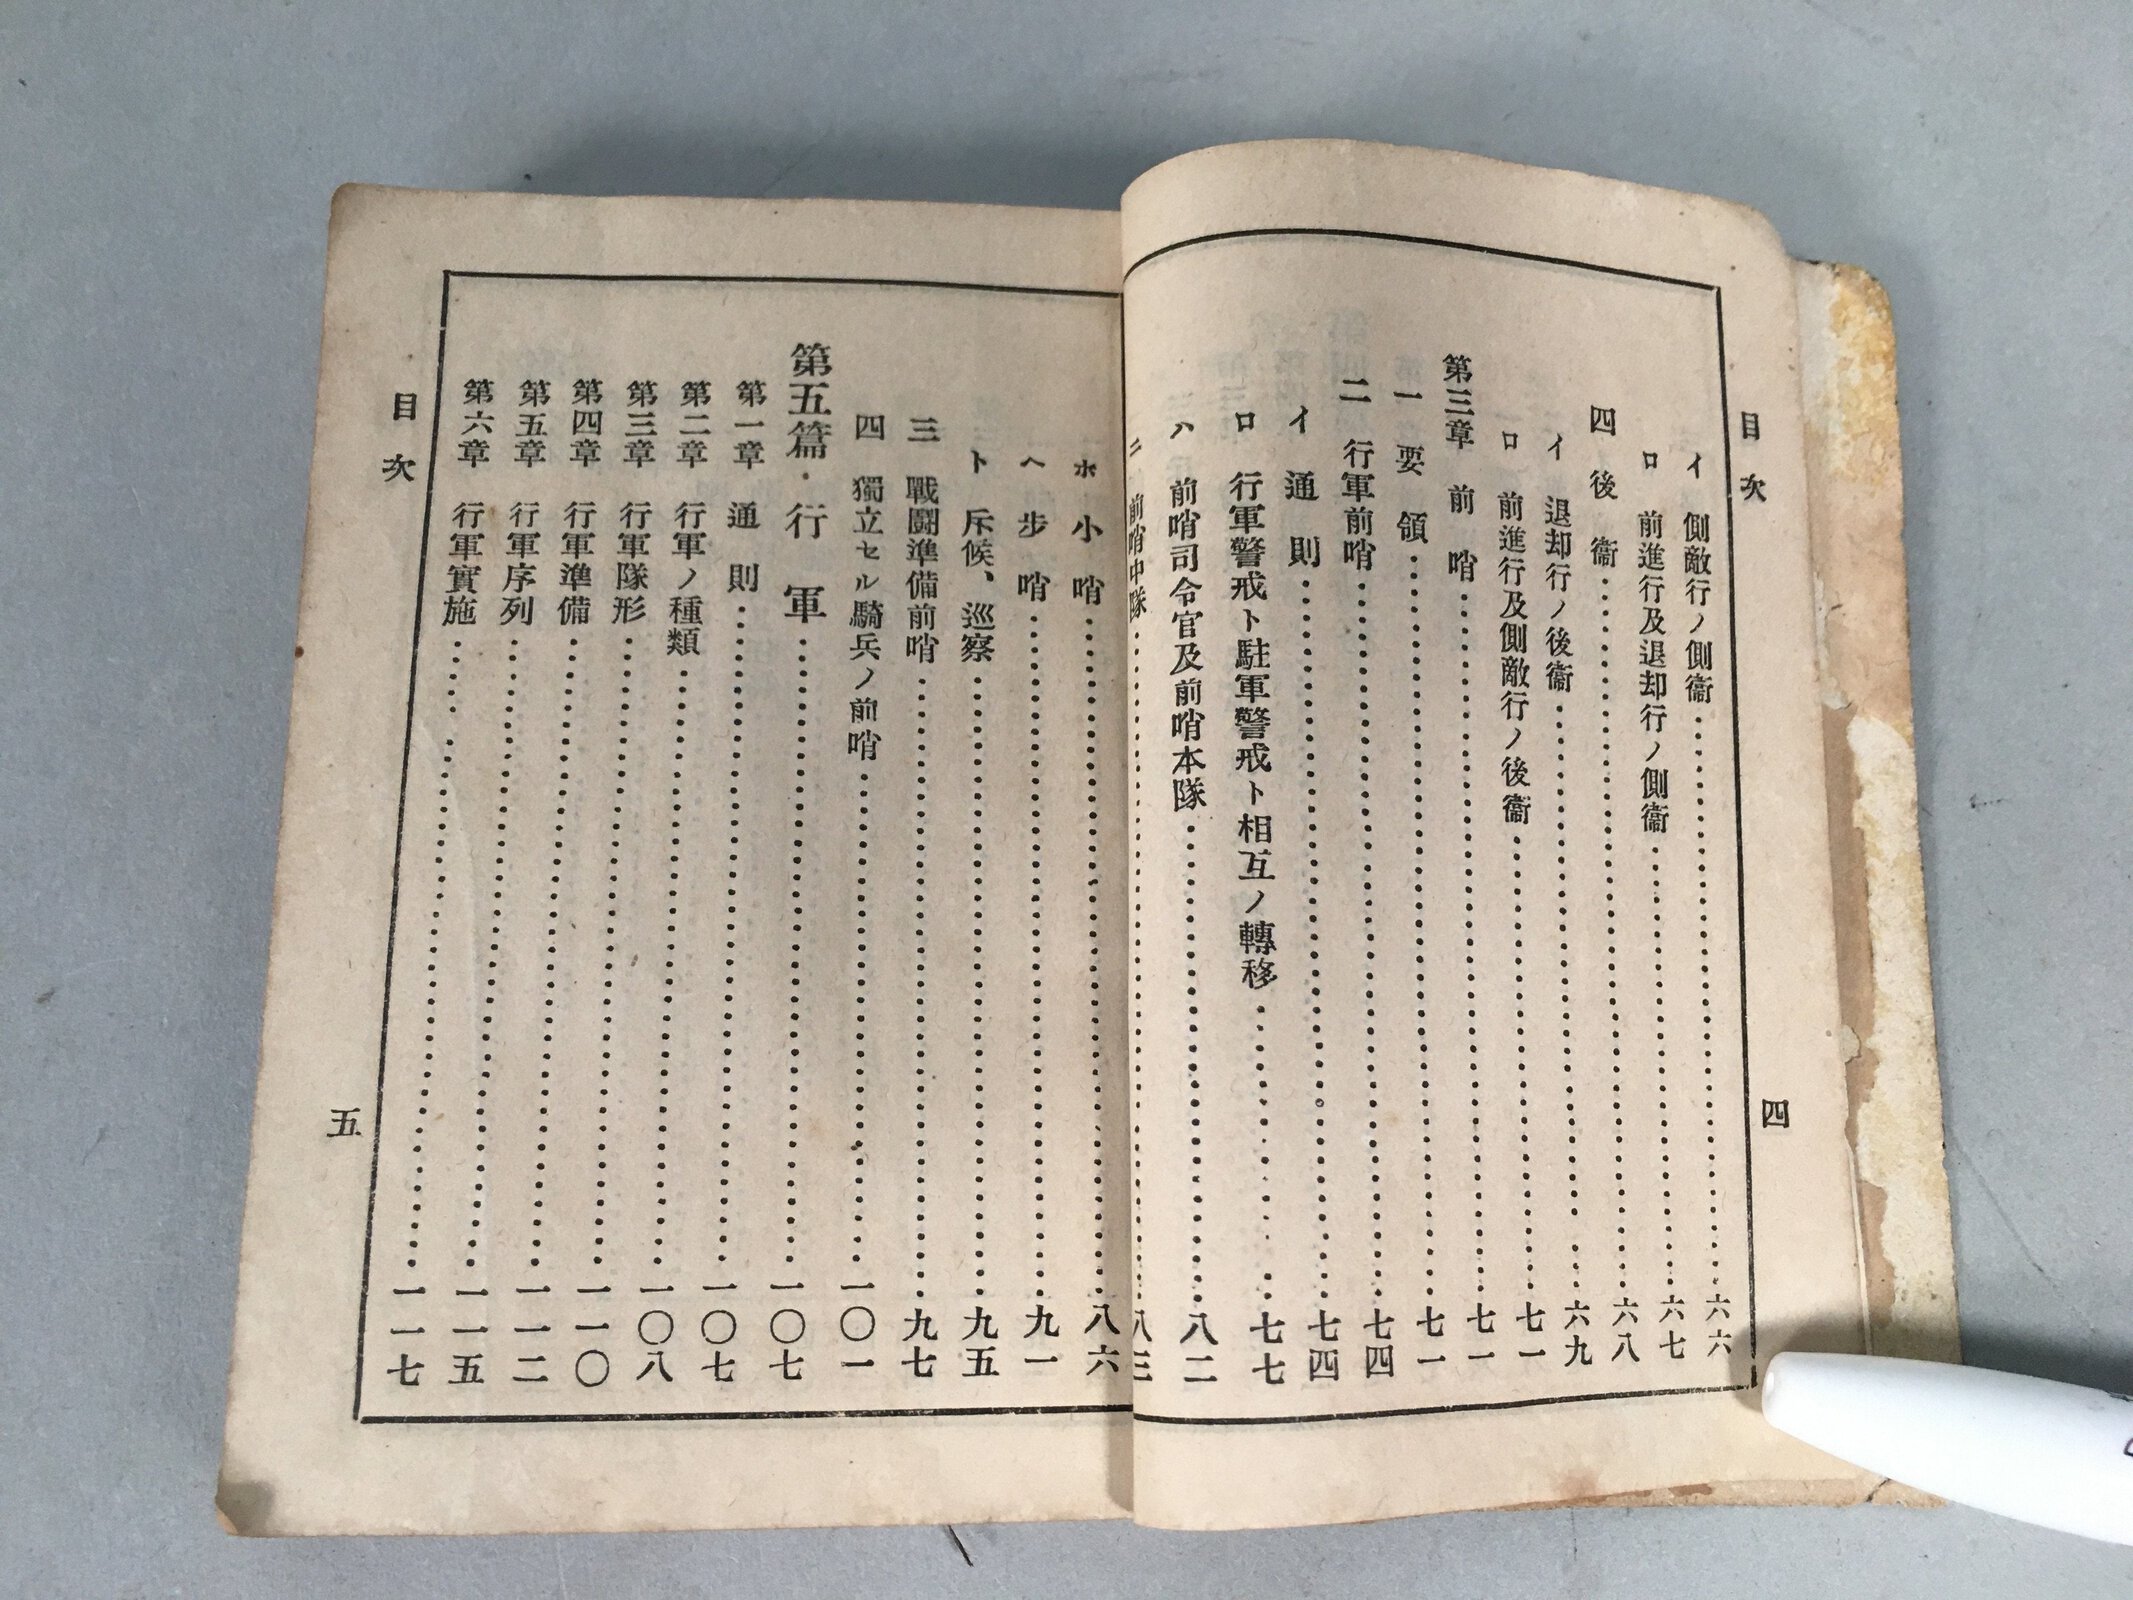 目次
イ 側敵行ノ側衞……六六
ロ 前進行及退却行ノ側衞……六七
四 後衞……六八
イ 退却行ノ後衞……六九
ロ 前進行及側敵行ノ後衞……七一
第三章 前哨……七一
一 要領……七一
二 行軍前哨……七四
イ 通則……七四
ロ 行軍警戒ト駐軍警戒ト相互ノ轉移……七七
ハ 前哨司令官及前哨本隊……八二
ニ 前哨中隊……八三
四
ホ 小哨……八六
ヘ 步哨……九一
ト 斥候、巡察……九五
三 戰鬪準備前哨……九七
四 獨立セル騎兵ノ前哨……一〇一
第五篇 行軍……一〇七
第一章 通則……一〇七
第二章 行軍ノ種類……一〇八
第三章 行軍隊形……一一〇
第四章 行軍準備……一一二
第五章 行軍序列……一一五
第六章 行軍實施……一一七
目次
五